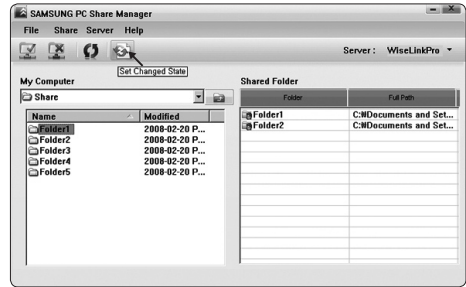 SAMSUNG PC Share Manager
File Share Server Help
Server : WiseLinkPro
Set Changed State
My Computer
Share
Name Modified
Folder1 2008-02-20 P...
Folder2 2008-02-20 P...
Folder3 2008-02-20 P...
Folder4 2008-02-20 P...
Folder5 2008-02-20 P...
Shared Folder
Folder Full Path
Folder1 C:₩Documents and Set...
Folder2 C:₩Documents and Set...